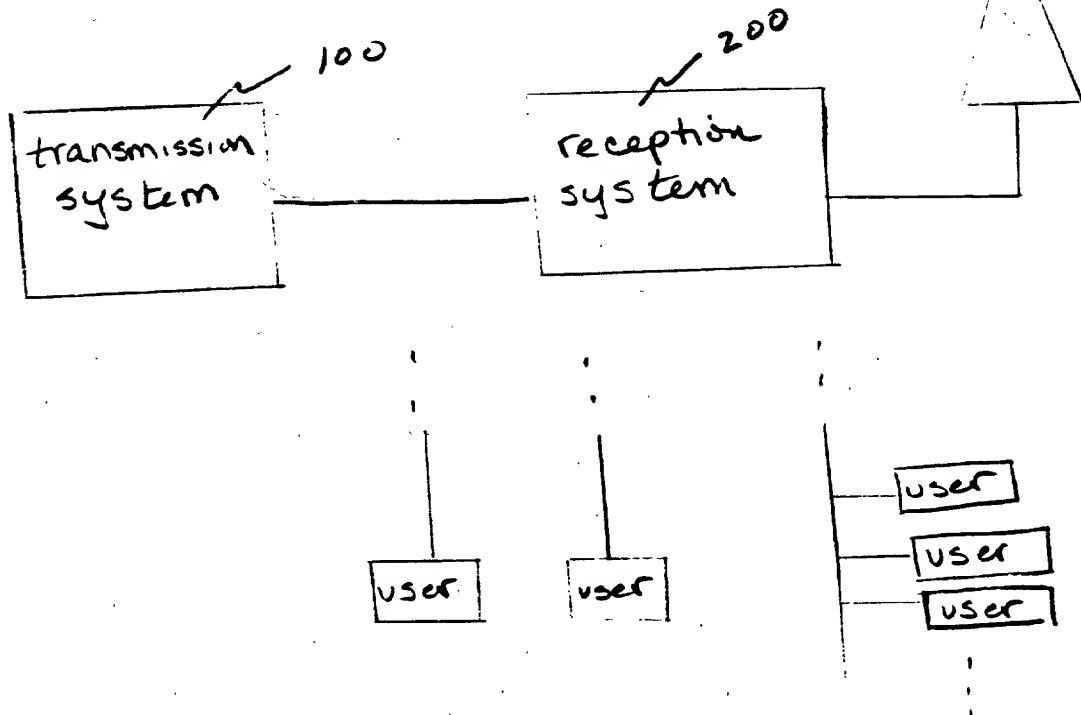 100
200
transmission
system
reception
system
user
user
user
user
user